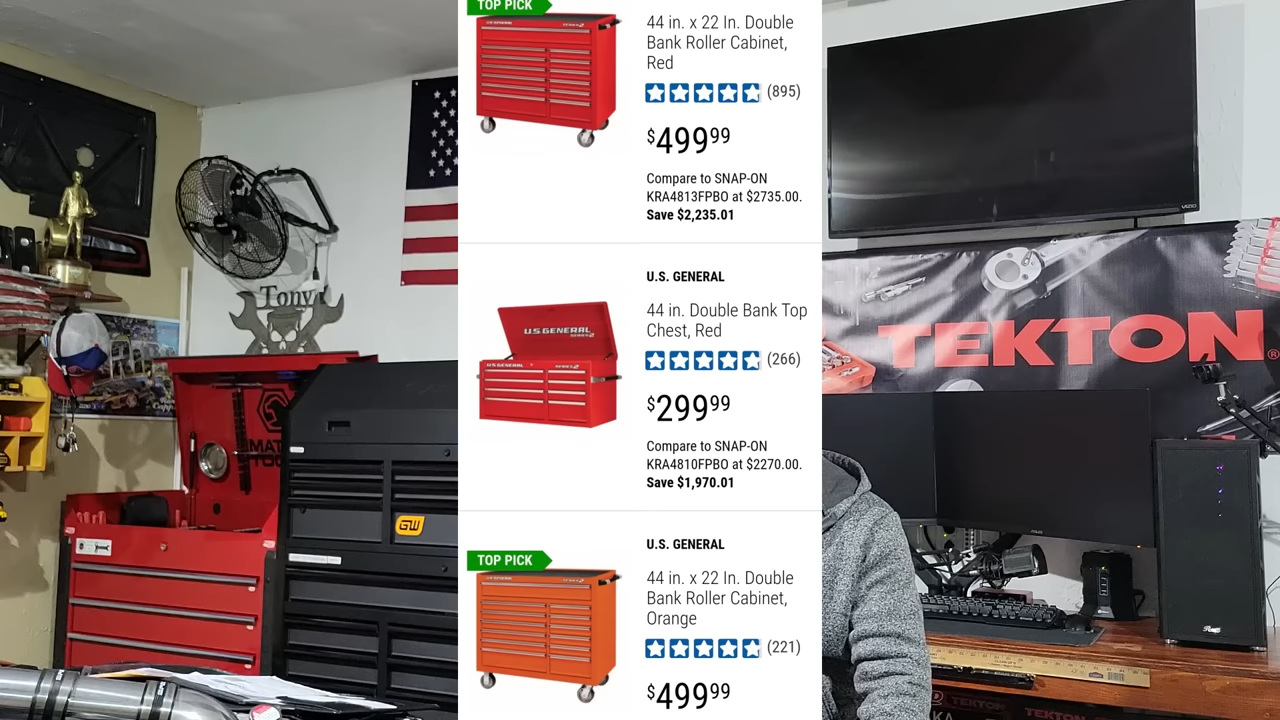 TOP PICK
44 in. x 22 In. Double
Bank Roller Cabinet,
Red
(895)
$499.99
Compare to SNAP-ON
KRA4813FPBO at $2735.00.
Save $2,235.01
U.S. GENERAL
44 in. Double Bank Top
Chest, Red
U.S.GENERAL
SERIES 2
(266)
$299.99
Compare to SNAP-ON
KRA4810FPBO at $2270.00.
Save $1,970.01
U.S. GENERAL
TOP PICK
44 in. x 22 In. Double
Bank Roller Cabinet,
Orange
(221)
$499.99
Tony
GW
VIZIO
TEKTON®
TEKTON